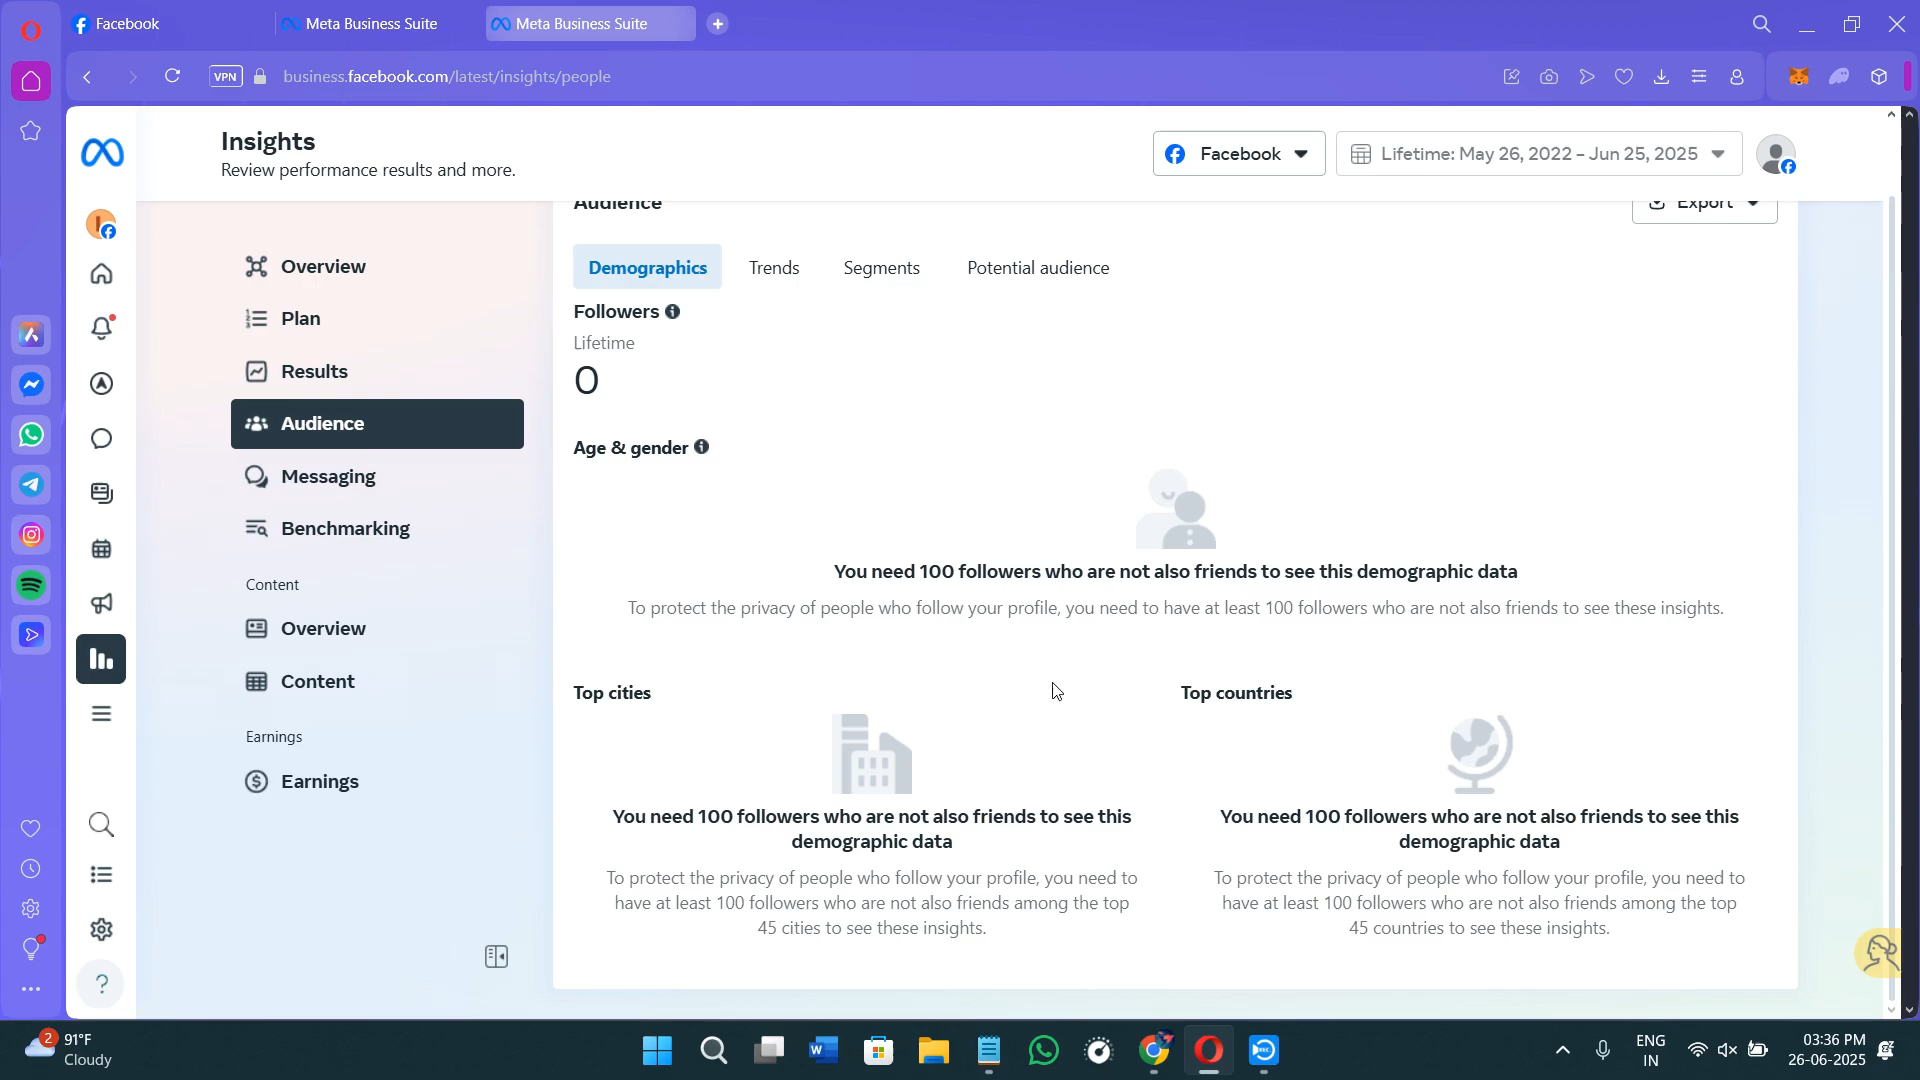 Facebook
Meta Business Suite
Meta Business Suite
VPN
business.facebook.com/latest/insights/people
Insights
Review performance results and more.
Facebook
Lifetime: May 26, 2022 – Jun 25, 2025
Audience
Export
Overview
Plan
Results
Audience
Messaging
Benchmarking
Content
Overview
Content
Earnings
Earnings
Demographics
Trends
Segments
Potential audience
Followers
Lifetime
0
Age & gender
You need 100 followers who are not also friends to see this demographic data
To protect the privacy of people who follow your profile, you need to have at least 100 followers who are not also friends to see these insights.
Top cities
You need 100 followers who are not also friends to see this
demographic data
To protect the privacy of people who follow your profile, you need to
have at least 100 followers who are not also friends among the top
45 cities to see these insights.
Top countries
You need 100 followers who are not also friends to see this
demographic data
To protect the privacy of people who follow your profile, you need to
have at least 100 followers who are not also friends among the top
45 countries to see these insights.
2
91°F
Cloudy
ENG
IN
03:36 PM
26-06-2025